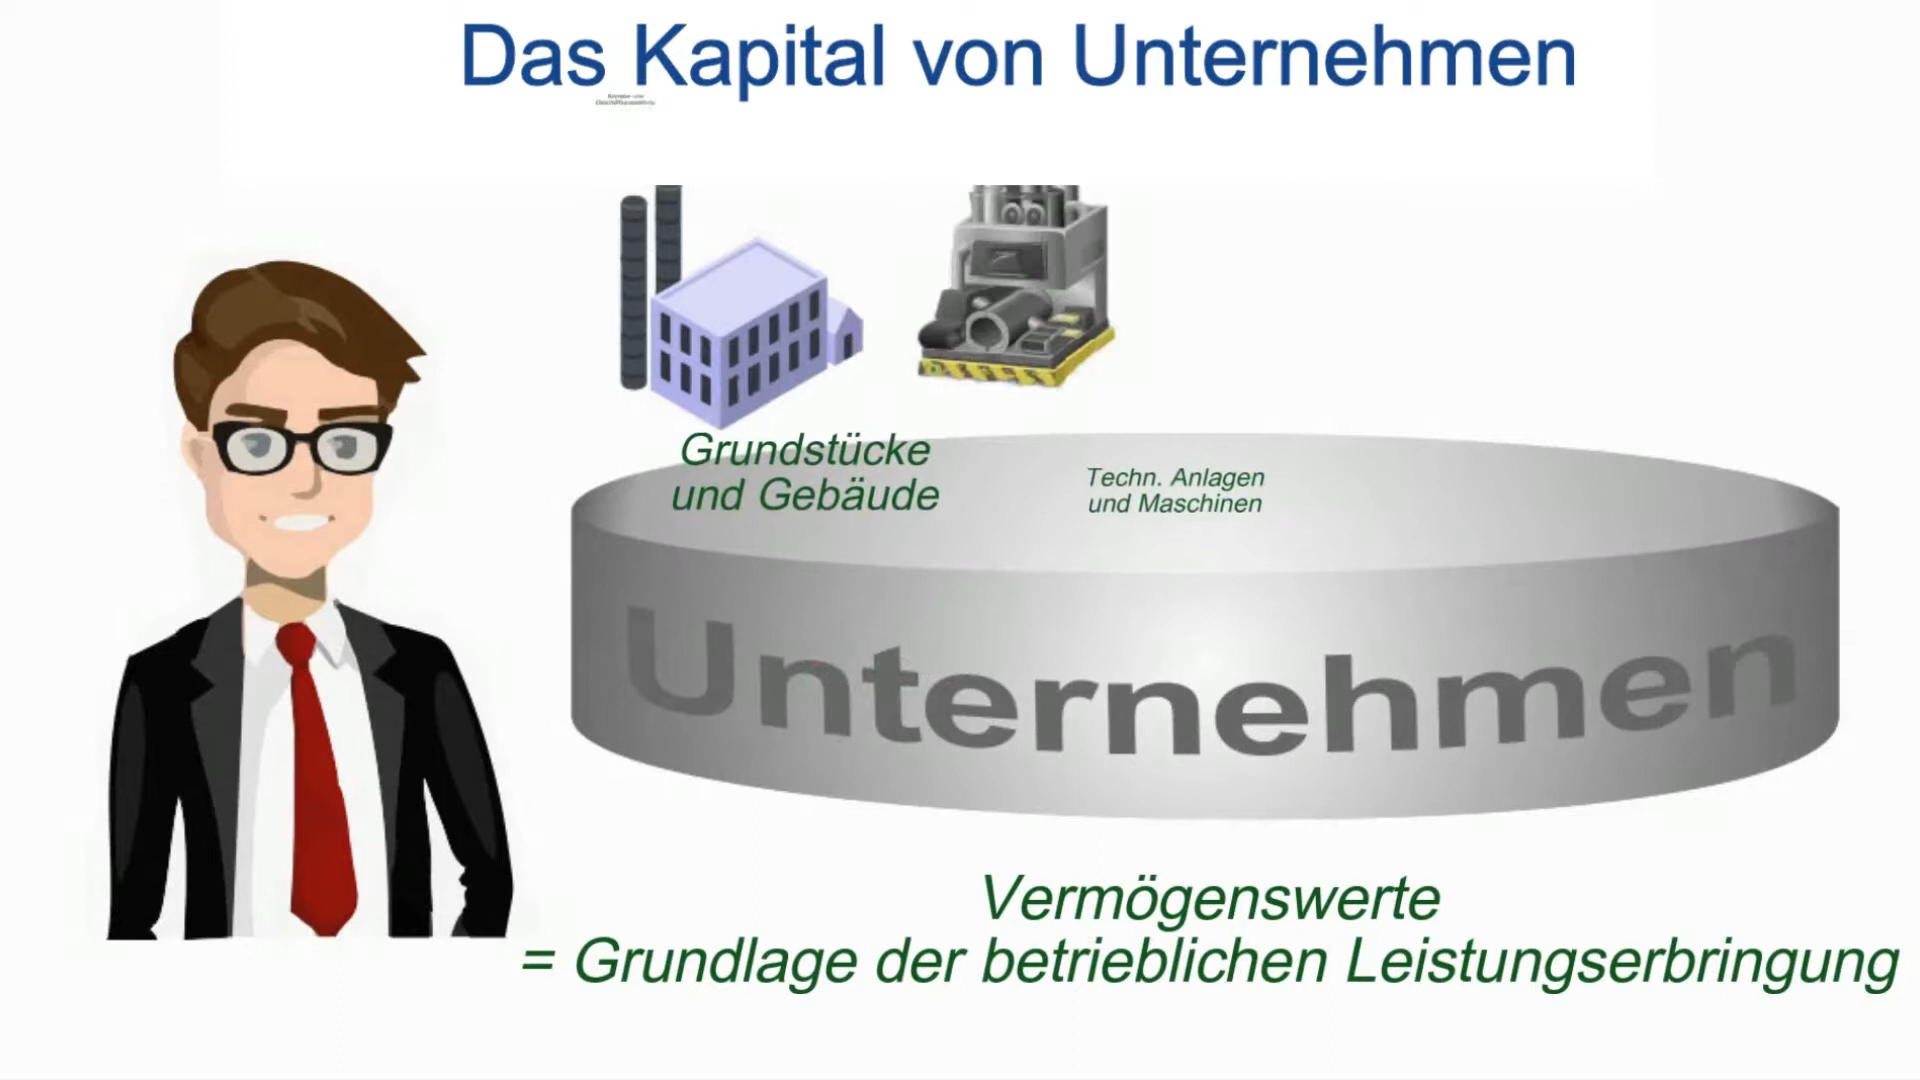 Das Kapital von Unternehmen
Grundstücke
und Gebäude
Techn. Anlagen
und Maschinen
Unternehmen
Vermögenswerte
= Grundlage der betrieblichen Leistungserbringung